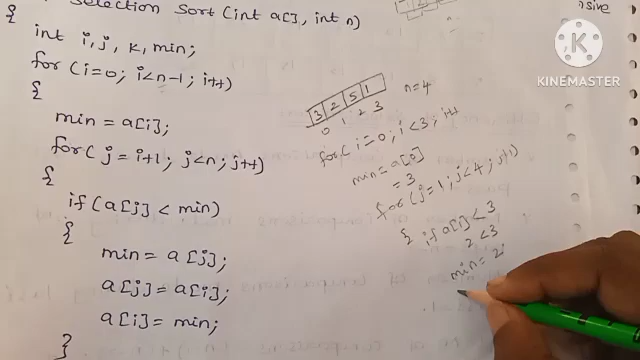 Selection Sort (int a[], int n)
{
int i, j, k, min;
for (i=0; i<n-1; i++)
{
min = a[i];
for( j = i+1; j<n; j++)
{
if (a[j] < min)
{
min = a[j];
a[j] = a[i];
a[i] = min;
}
sive
KINEMASTER
3 2 5 1
n=4
0 1 2 3
for( i=0; i<3, i++
min = a[0]
= 3
for (j=1; j<4; j++)
{ if a[1] < 3
2 < 3
min = 2;